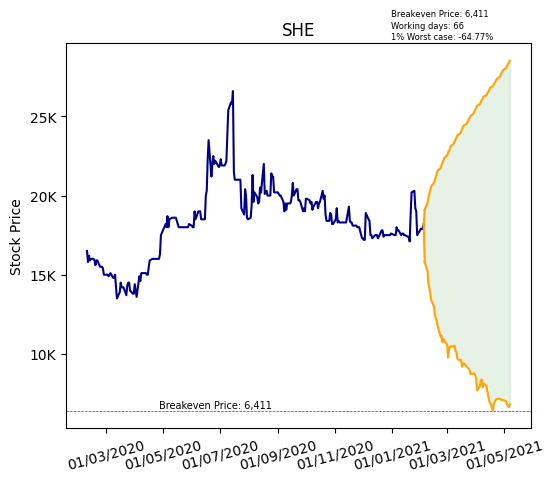 Breakeven Price: 6,411
Working days: 66
1% Worst case: -64.77%
SHE
Stock Price
25K
20K
15K
10K
Breakeven Price: 6,411
01/03/2020
01/05/2020
01/07/2020
01/09/2020
01/11/2020
01/01/2021
01/03/2021
01/05/2021